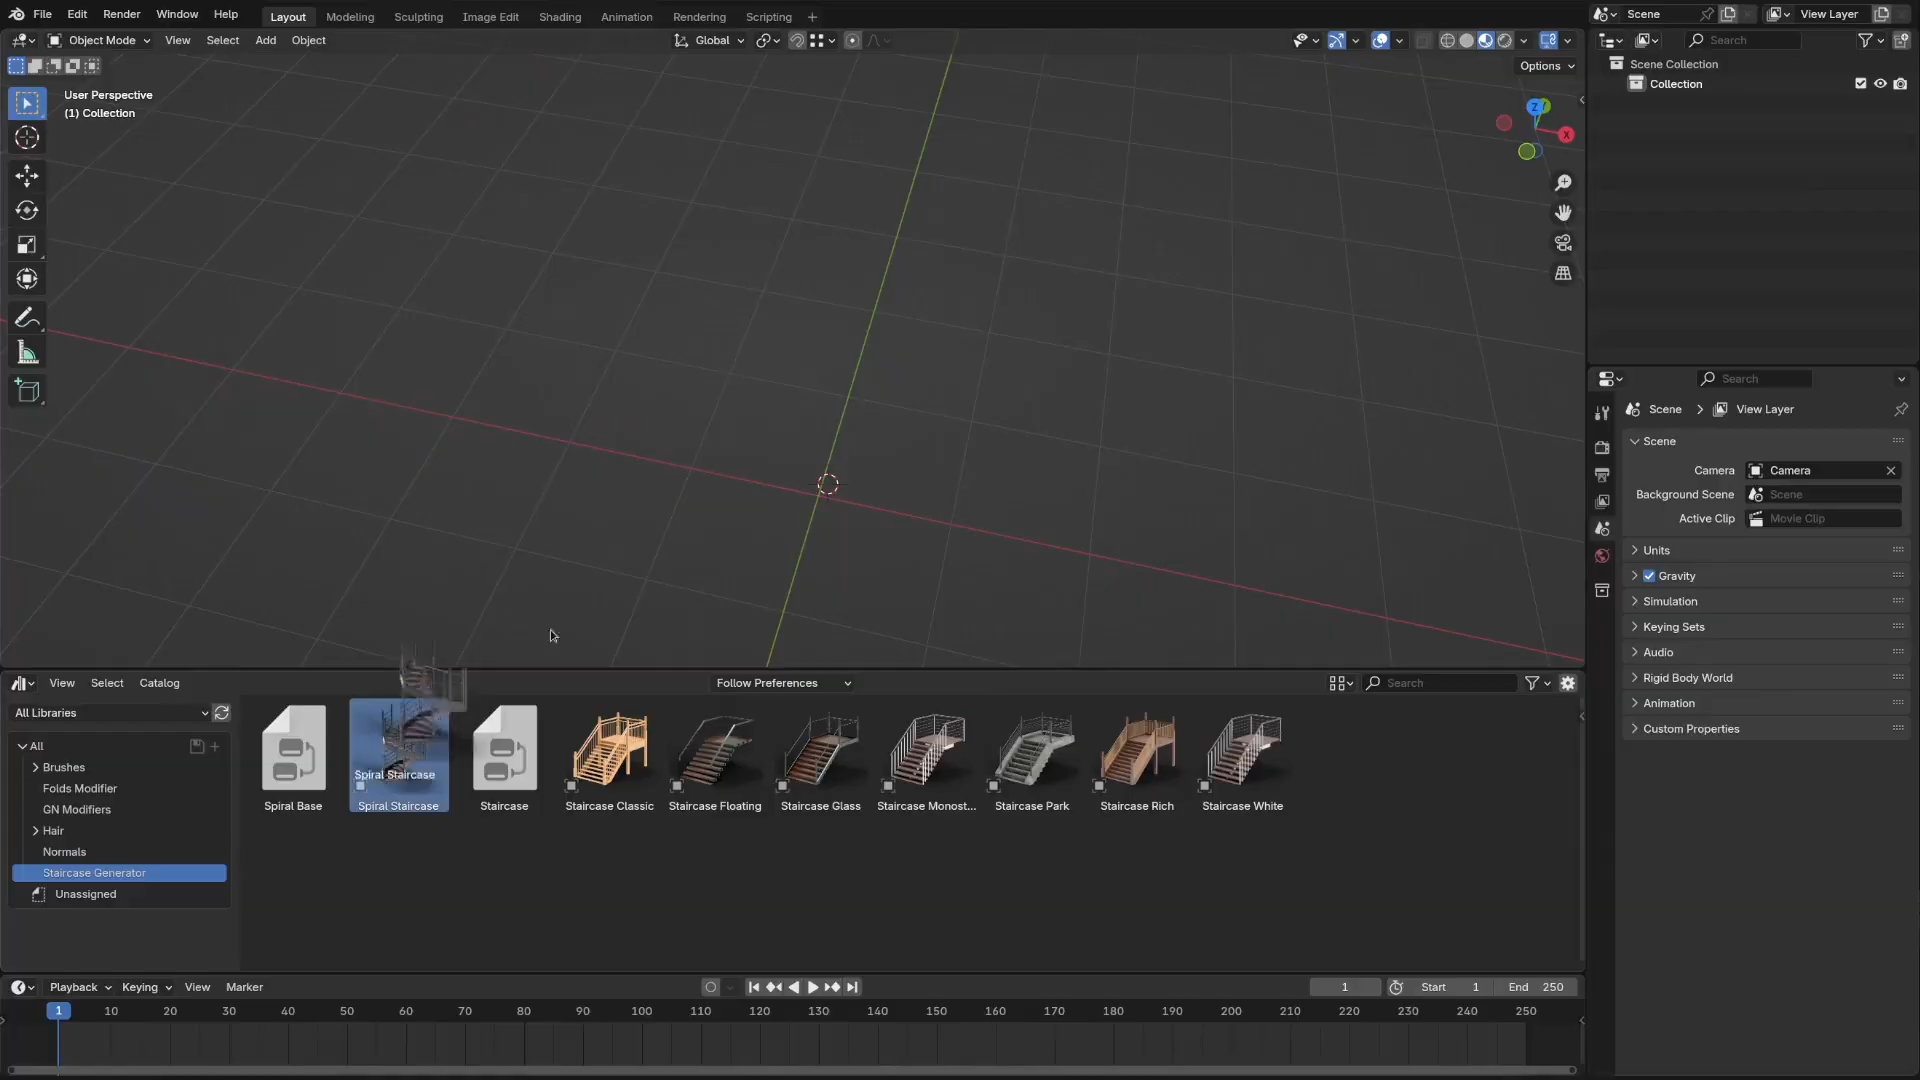 File Edit Render Window Help Layout Modeling Sculpting Image Edit Shading Animation Rendering Scripting + Scene View Layer
Object Mode View Select Add Object Global Search
Options
Scene Collection
Collection
User Perspective
(1) Collection
Z
X
Search
Scene > View Layer
Scene
Camera Camera
Background Scene Scene
Active Clip Movie Clip
Units
Gravity
Simulation
Keying Sets
Audio
Rigid Body World
Animation
Custom Properties
View Select Catalog Follow Preferences Search
All Libraries
All
Brushes
Folds Modifier
GN Modifiers
Hair
Normals
Staircase Generator
Unassigned
Spiral Staircase
Spiral Base Spiral Staircase Staircase Staircase Classic Staircase Floating Staircase Glass Staircase Monost... Staircase Park Staircase Rich Staircase White
Playback Keying View Marker 1 Start 1 End 250
1 10 20 30 40 50 60 70 80 90 100 110 120 130 140 150 160 170 180 190 200 210 220 230 240 250